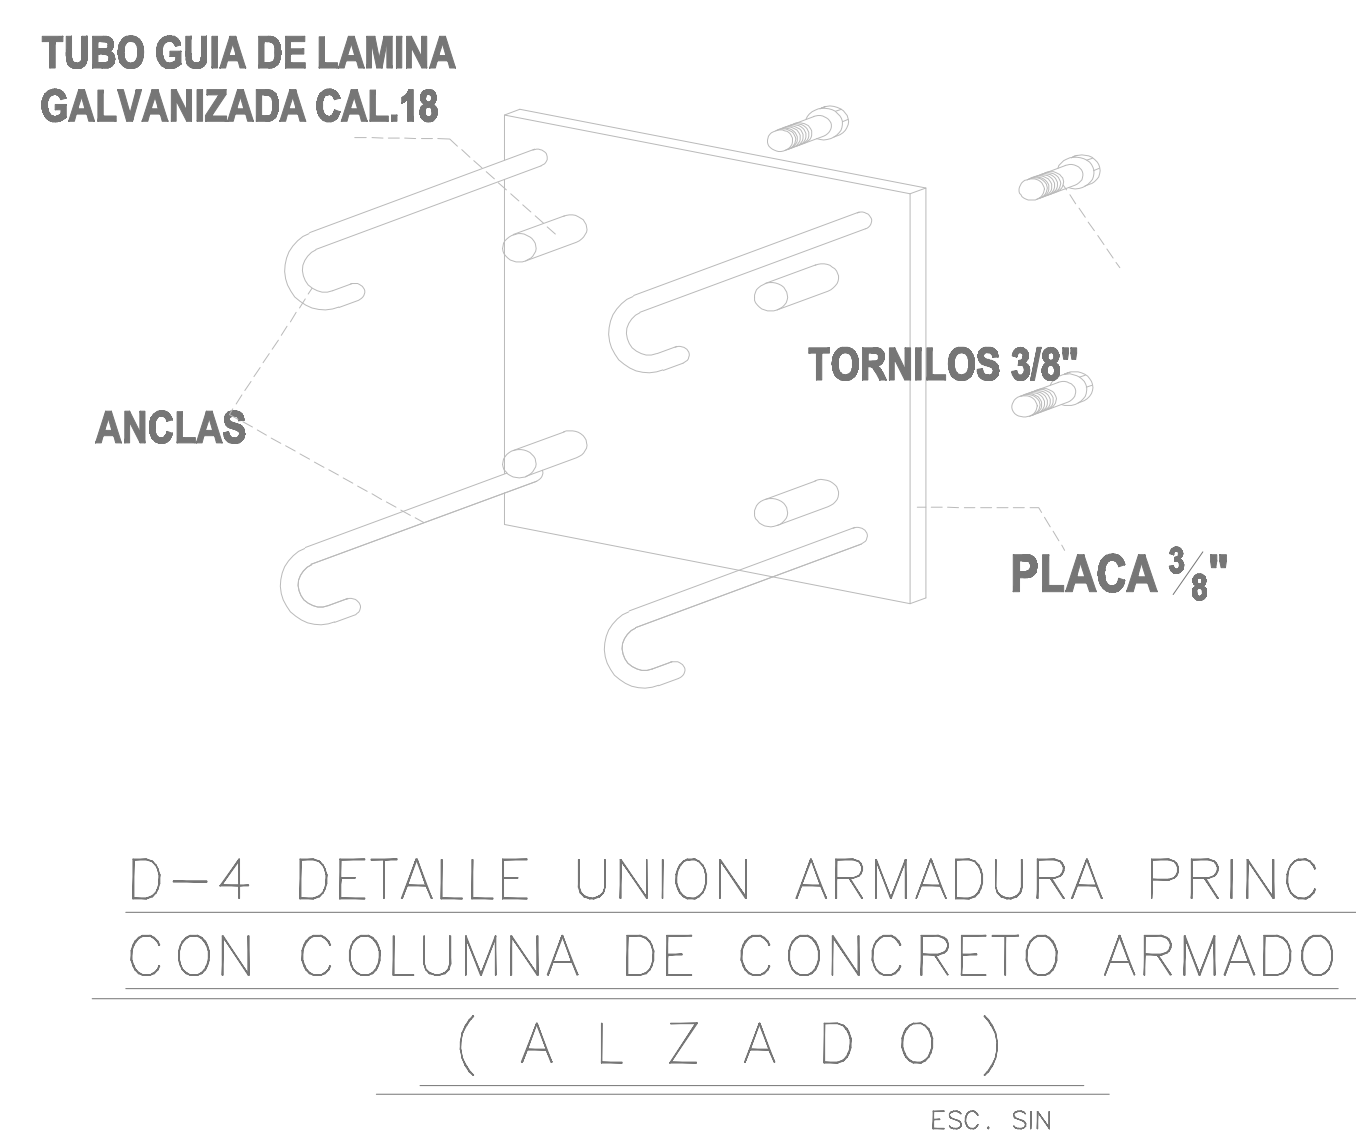 TUBO GUIA DE LAMINA
GALVANIZADA CAL.18
TORNILOS 3/8"
ANCLAS
PLACA 3/8"
D-4 DETALLE UNION ARMADURA PRINC
CON COLUMNA DE CONCRETO ARMADO
( A L Z A D O )
ESC. SIN